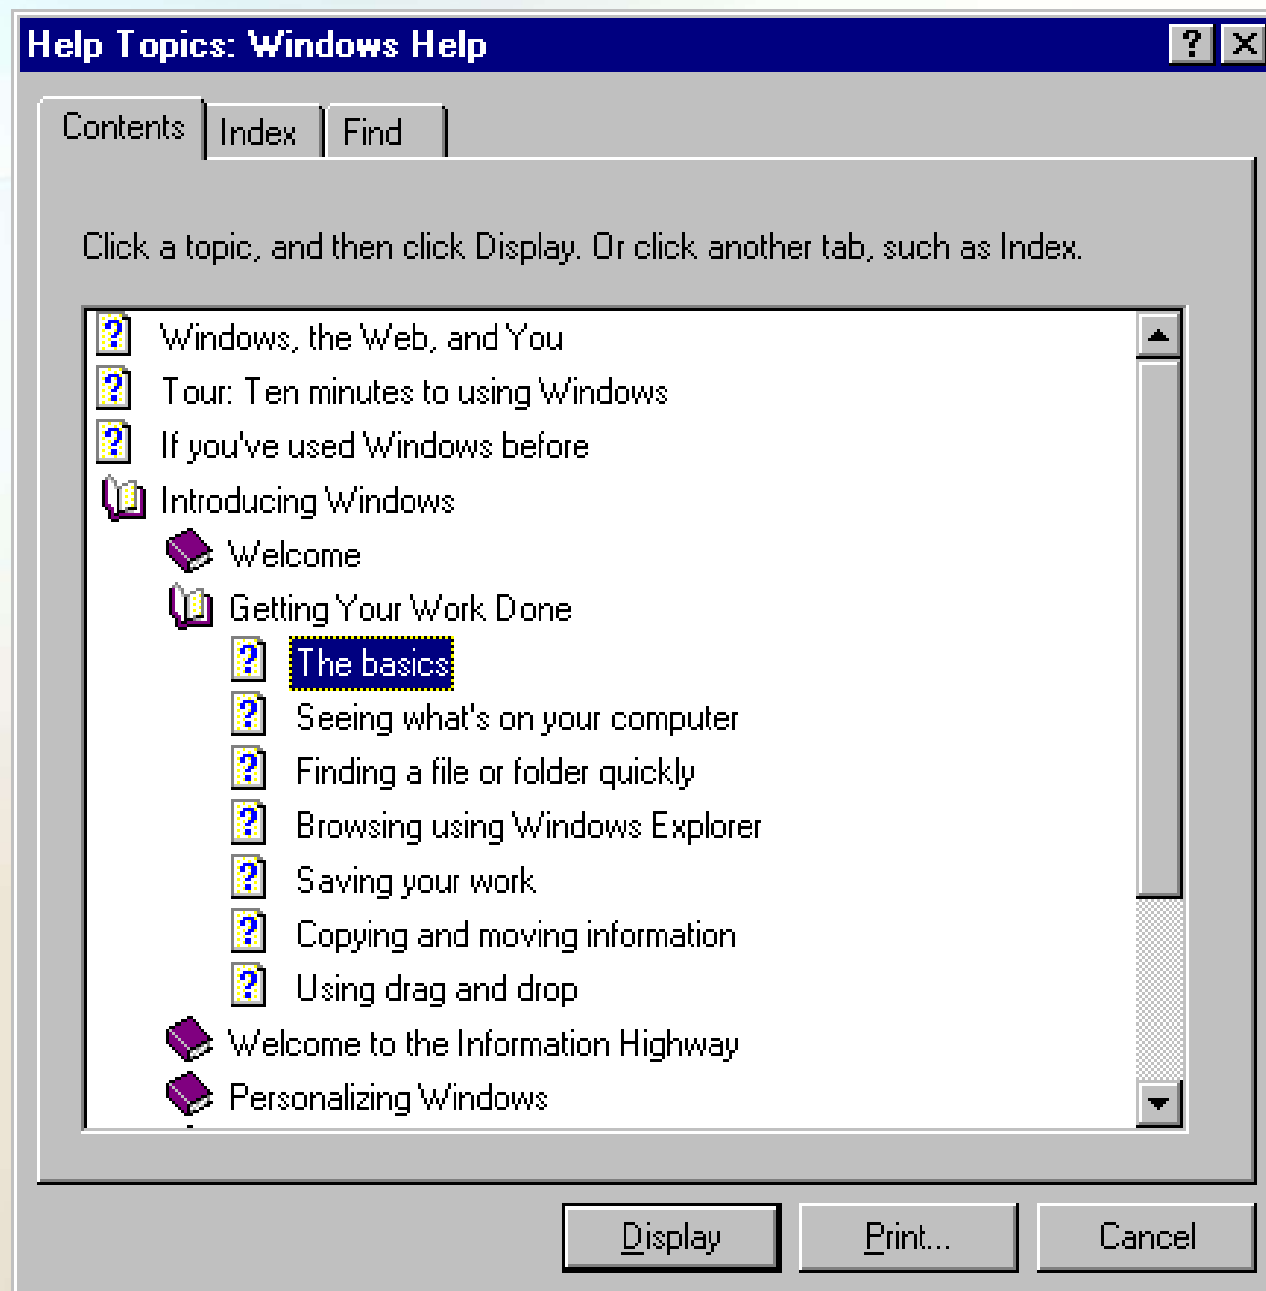 Help Topics: Windows Help
Contents Index Find
Click a topic, and then click Display. Or click another tab, such as Index.
Windows, the Web, and You
Tour: Ten minutes to using Windows
If you've used Windows before
Introducing Windows
Welcome
Getting Your Work Done
The basics
Seeing what's on your computer
Finding a file or folder quickly
Browsing using Windows Explorer
Saving your work
Copying and moving information
Using drag and drop
Welcome to the Information Highway
Personalizing Windows
Display Print... Cancel